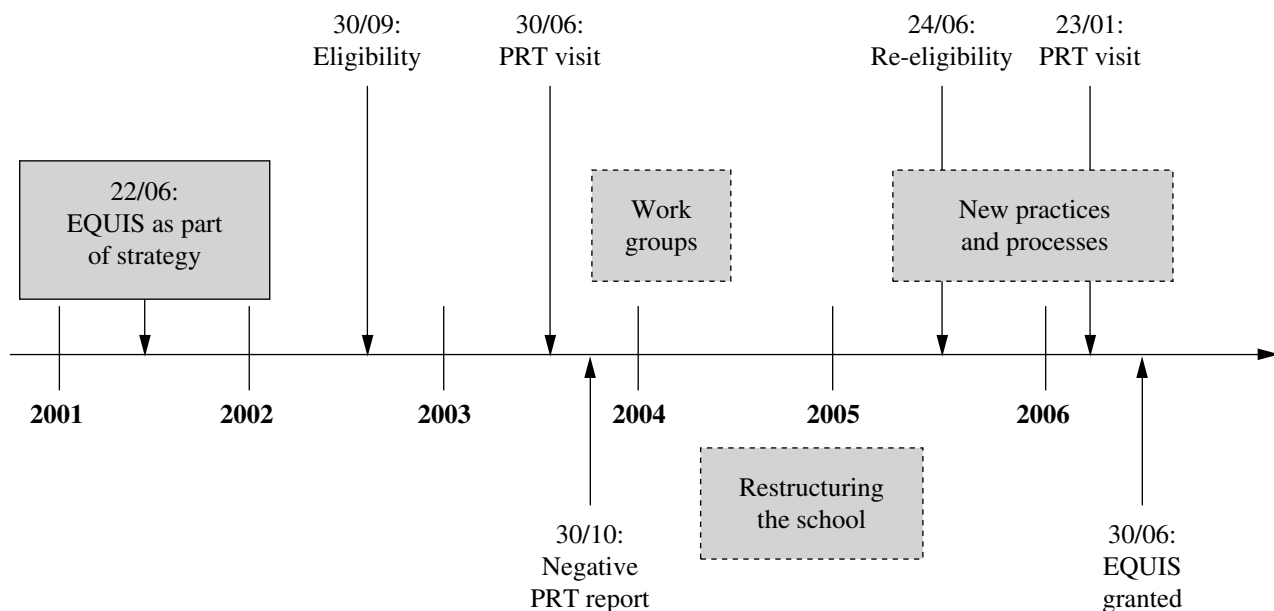 30/09:
Eligibility
30/06:
PRT visit
24/06:
Re-eligibility
23/01:
PRT visit
22/06:
EQUIS as part
of strategy
Work
groups
New practices
and processes
2001
2002
2003
2004
2005
2006
30/10:
Negative
PRT report
Restructuring
the school
30/06:
EQUIS
granted